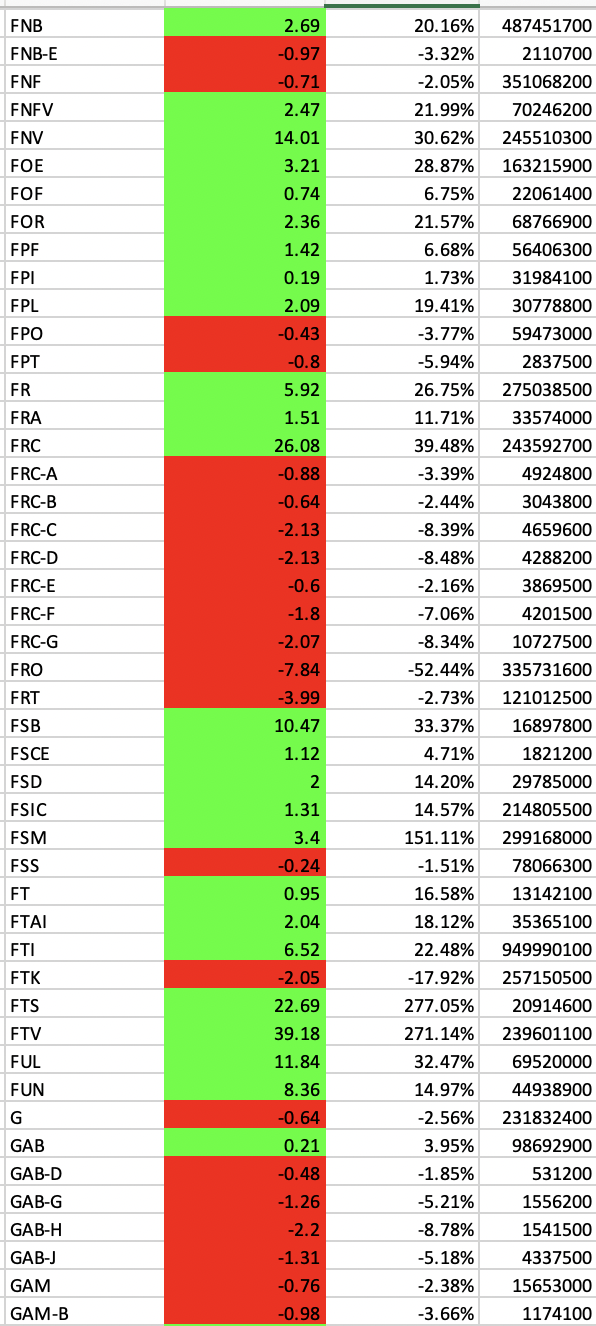 FNB 2.69 20.16% 487451700
FNB-E -0.97 -3.32% 2110700
FNF -0.71 -2.05% 351068200
FNFV 2.47 21.99% 70246200
FNV 14.01 30.62% 245510300
FOE 3.21 28.87% 163215900
FOF 0.74 6.75% 22061400
FOR 2.36 21.57% 68766900
FPF 1.42 6.68% 56406300
FPI 0.19 1.73% 31984100
FPL 2.09 19.41% 30778800
FPO -0.43 -3.77% 59473000
FPT -0.8 -5.94% 2837500
FR 5.92 26.75% 275038500
FRA 1.51 11.71% 33574000
FRC 26.08 39.48% 243592700
FRC-A -0.88 -3.39% 4924800
FRC-B -0.64 -2.44% 3043800
FRC-C -2.13 -8.39% 4659600
FRC-D -2.13 -8.48% 4288200
FRC-E -0.6 -2.16% 3869500
FRC-F -1.8 -7.06% 4201500
FRC-G -2.07 -8.34% 10727500
FRO -7.84 -52.44% 335731600
FRT -3.99 -2.73% 121012500
FSB 10.47 33.37% 16897800
FSCE 1.12 4.71% 1821200
FSD 2 14.20% 29785000
FSIC 1.31 14.57% 214805500
FSM 3.4 151.11% 299168000
FSS -0.24 -1.51% 78066300
FT 0.95 16.58% 13142100
FTAI 2.04 18.12% 35365100
FTI 6.52 22.48% 949990100
FTK -2.05 -17.92% 257150500
FTS 22.69 277.05% 20914600
FTV 39.18 271.14% 239601100
FUL 11.84 32.47% 69520000
FUN 8.36 14.97% 44938900
G -0.64 -2.56% 231832400
GAB 0.21 3.95% 98692900
GAB-D -0.48 -1.85% 531200
GAB-G -1.26 -5.21% 1556200
GAB-H -2.2 -8.78% 1541500
GAB-J -1.31 -5.18% 4337500
GAM -0.76 -2.38% 15653000
GAM-B -0.98 -3.66% 1174100